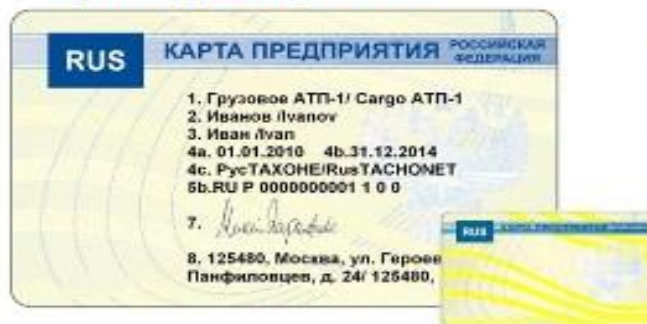 RUS
КАРТА ПРЕДПРИЯТИЯ
РОССИЙСКАЯ
ФЕДЕРАЦИЯ
1. Грузовое АТП-1/ Cargo АТП-1
2. Иванов /Ivanov
3. Иван /Ivan
4a. 01.01.2010 4b.31.12.2014
4c. РусТАХОНЕ/RusTACHONET
5b.RU P 0000000001 1 0 0
7.
8. 125480, Москва, ул. Героев
Панфиловцев, д. 24/ 125480,
RUS
КАРТА ПРЕДПРИЯТИЯ